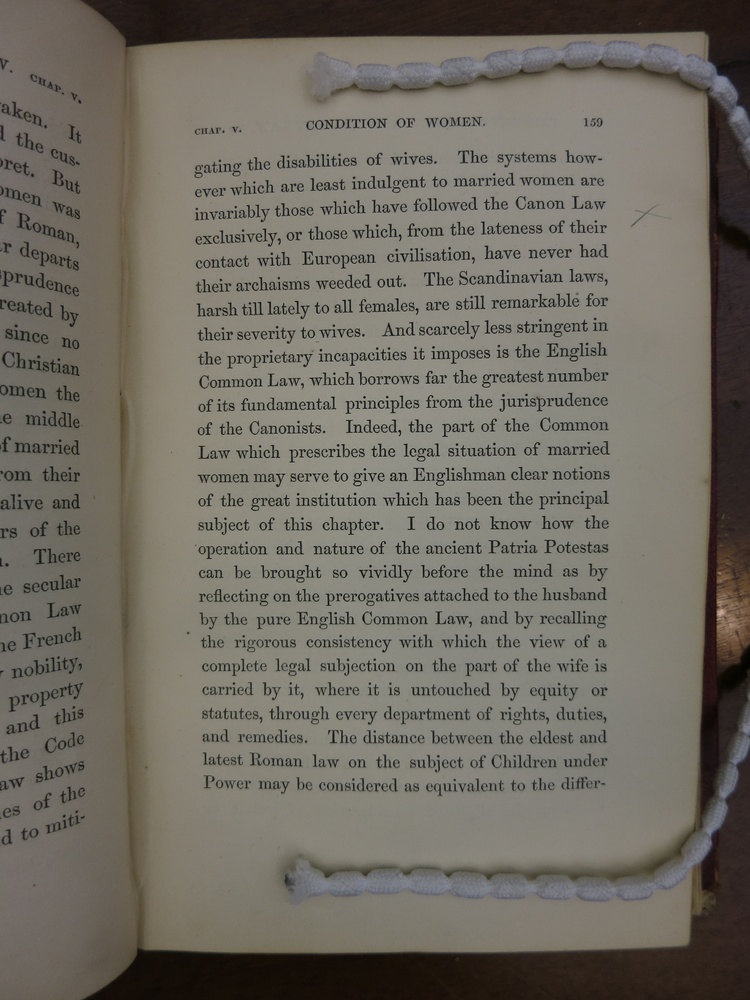 V. CHAP. V.
aken. It
the cus-
pret. But
omen was
f Roman,
r departs
sprudence
reated by
since no
Christian
omen the
e middle
of married
rom their
alive and
rs of the
. There
e secular
non Law
he French
nobility,
property
and this
the Code
aw shows
es of the
d to miti-
CHAP. V. CONDITION OF WOMEN. 159
gating the disabilities of wives. The systems how-
ever which are least indulgent to married women are
invariably those which have followed the Canon Law
exclusively, or those which, from the lateness of their
contact with European civilisation, have never had
their archaisms weeded out. The Scandinavian laws,
harsh till lately to all females, are still remarkable for
their severity to wives. And scarcely less stringent in
the proprietary incapacities it imposes is the English
Common Law, which borrows far the greatest number
of its fundamental principles from the jurisprudence
of the Canonists. Indeed, the part of the Common
Law which prescribes the legal situation of married
women may serve to give an Englishman clear notions
of the great institution which has been the principal
subject of this chapter. I do not know how the
operation and nature of the ancient Patria Potestas
can be brought so vividly before the mind as by
reflecting on the prerogatives attached to the husband
by the pure English Common Law, and by recalling
the rigorous consistency with which the view of a
complete legal subjection on the part of the wife is
carried by it, where it is untouched by equity or
statutes, through every department of rights, duties,
and remedies. The distance between the eldest and
latest Roman law on the subject of Children under
Power may be considered as equivalent to the differ-